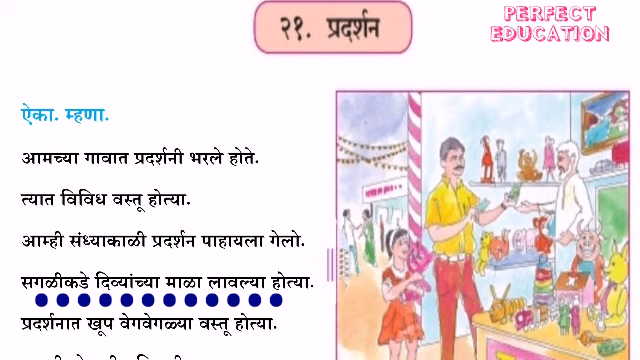 २१. प्रदर्शन
PERFECT
EDUCATION
ऐका. म्हणा.
आमच्या गावात प्रदर्शनी भरले होते.
त्यात विविध वस्तू होत्या.
आम्ही संध्याकाळी प्रदर्शन पाहायला गेलो.
सगळीकडे दिव्यांच्या माळा लावल्या होत्या.
प्रदर्शनात खूप वेगवेगळ्या वस्तू होत्या.